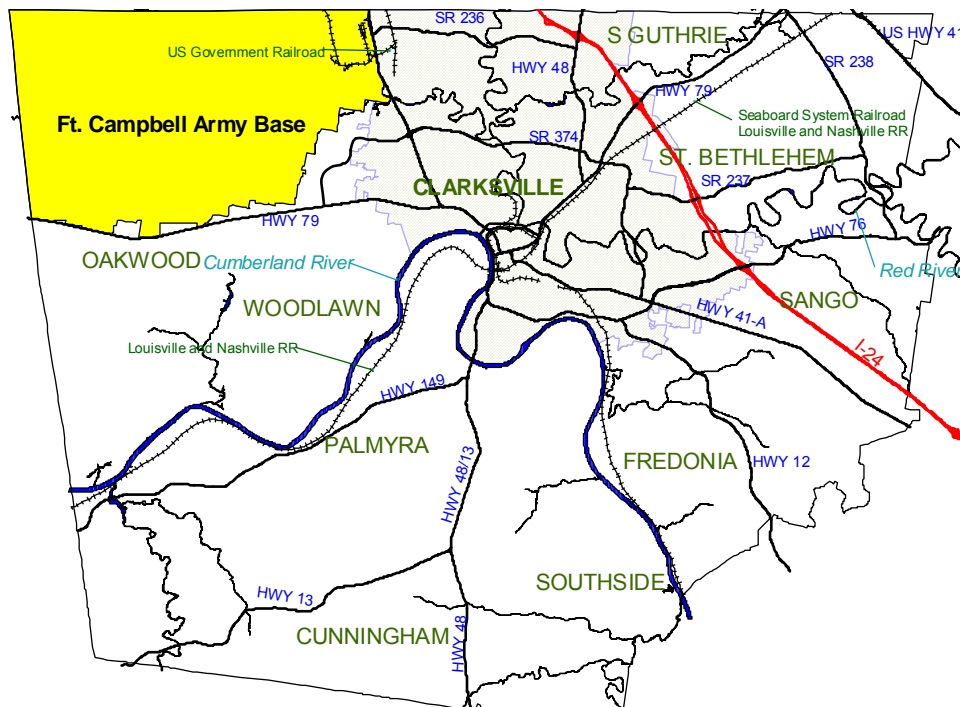 SR 236
S GUTHRIE
US HWY 41
US Government Railroad
HWY 48
SR 238
HWY 79
Ft. Campbell Army Base
Seaboard System Railroad
Louisville and Nashville RR
SR 374
ST. BETHLEHEM
CLARKSVILLE
SR 237
HWY 79
HWY 76
OAKWOOD
Cumberland River
Red River
WOODLAWN
SANGO
HWY 41-A
Louisville and Nashville RR
I-24
HWY 149
PALMYRA
FREDONIA
HWY 12
HWY 48/13
SOUTHSIDE
HWY 13
CUNNINGHAM
HWY 48